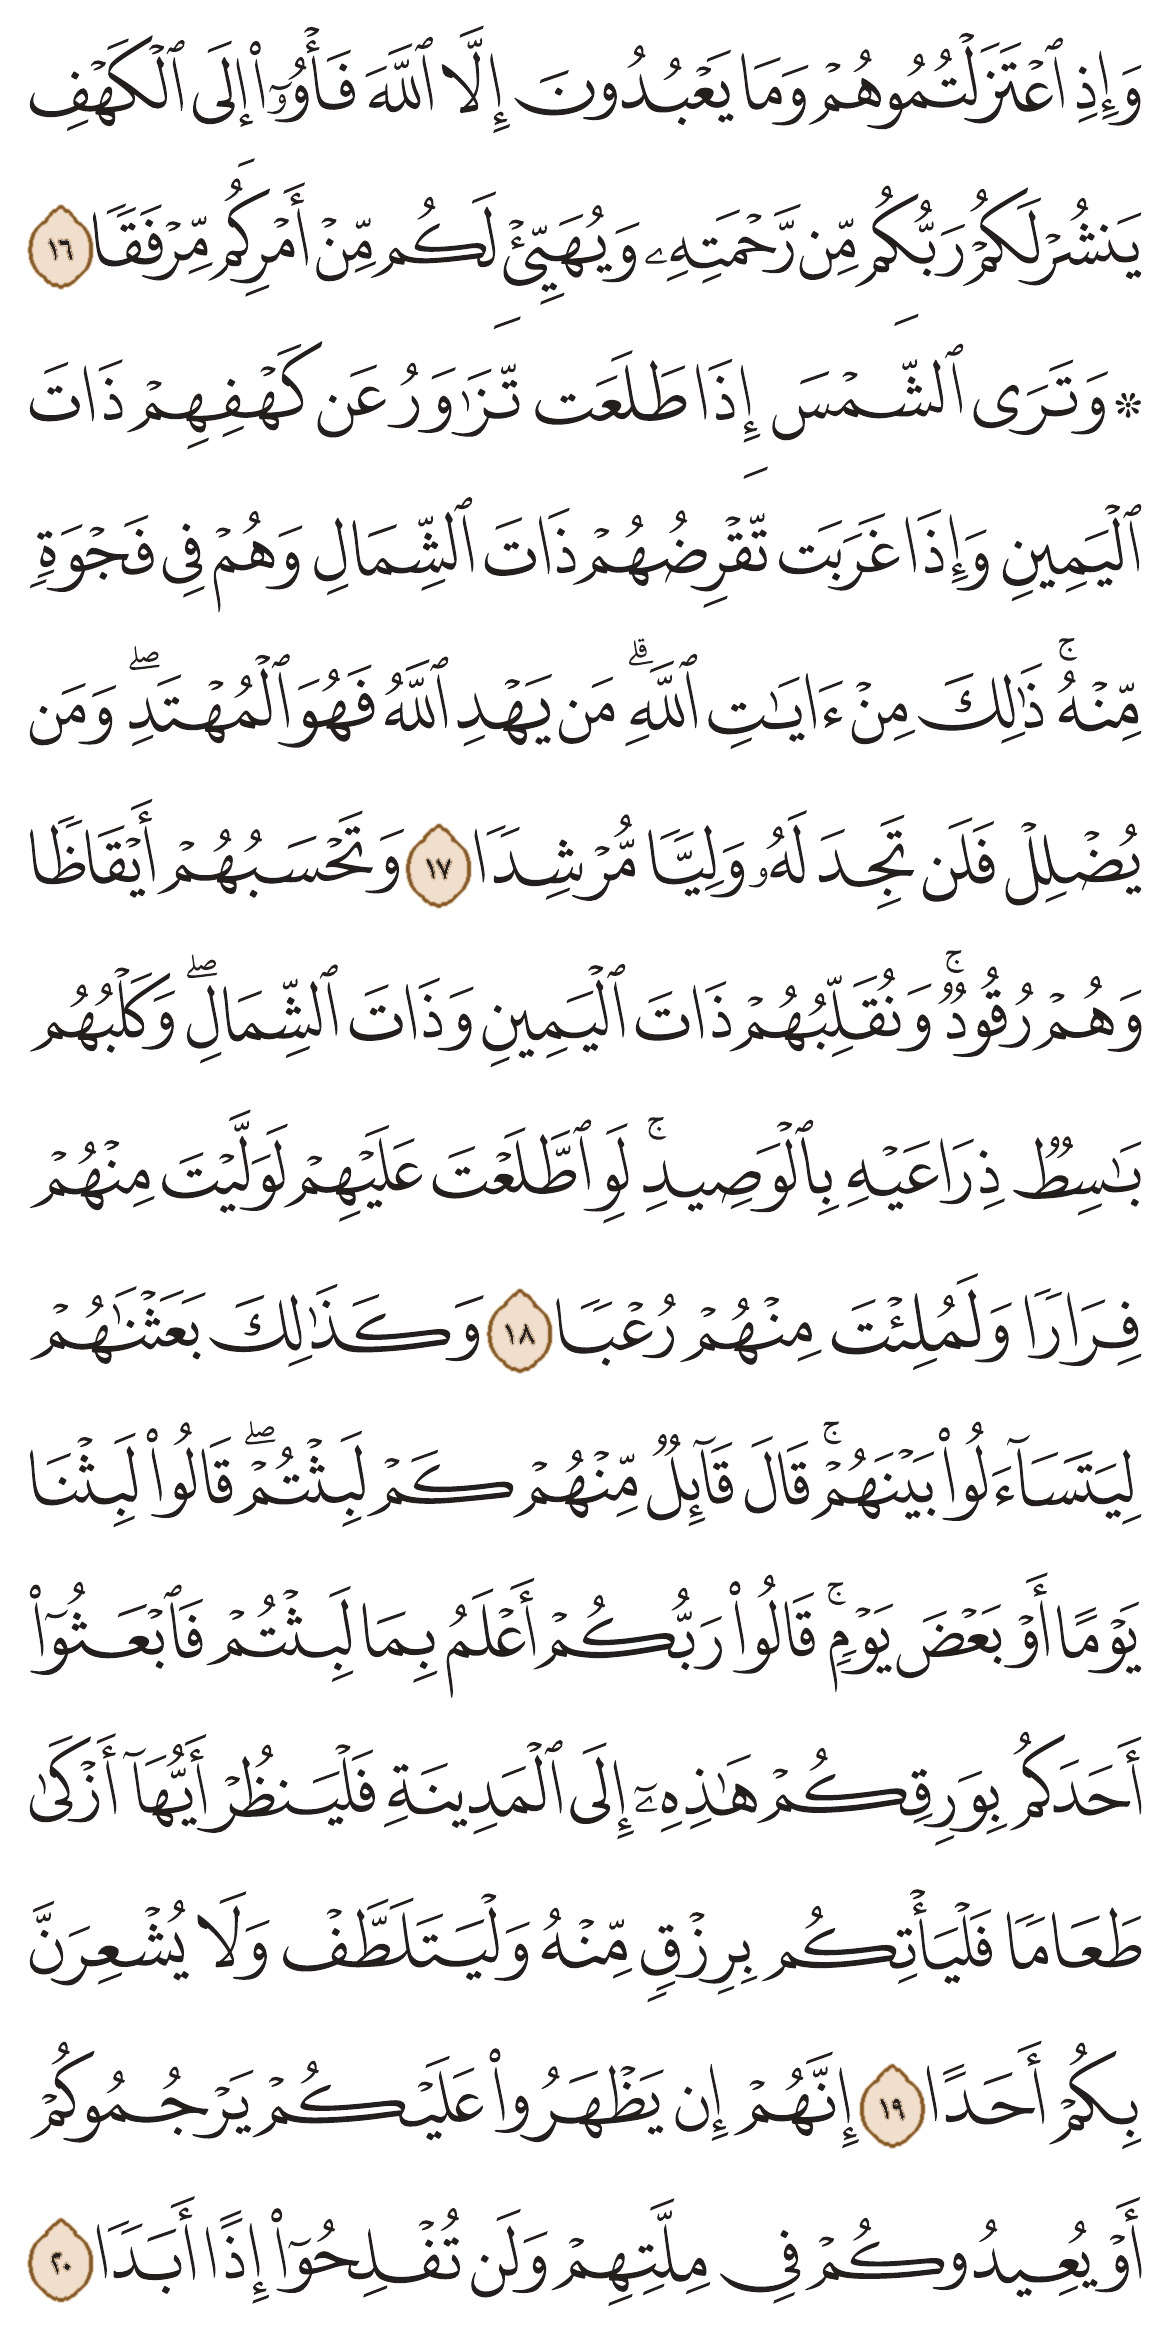 وَإِذِ ٱعۡتَزَلۡتُمُوهُمۡ وَمَا يَعۡبُدُونَ إِلَّا ٱللَّهَ فَأۡوُۥٓاْ إِلَى ٱلۡكَهۡفِ
يَنشُرۡ لَكُمۡ رَبُّكُم مِّن رَّحۡمَتِهِۦ وَيُهَيِّئۡ لَكُم مِّنۡ أَمۡرِكُم مِّرۡفَقٗا ١٦
۞ وَتَرَى ٱلشَّمۡسَ إِذَا طَلَعَت تَّزَٰوَرُ عَن كَهۡفِهِمۡ ذَاتَ
ٱلۡيَمِينِ وَإِذَا غَرَبَت تَّقۡرِضُهُمۡ ذَاتَ ٱلشِّمَالِ وَهُمۡ فِي فَجۡوَةٖ
مِّنۡهُۚ ذَٰلِكَ مِنۡ ءَايَٰتِ ٱللَّهِۗ مَن يَهۡدِ ٱللَّهُ فَهُوَ ٱلۡمُهۡتَدِۖ وَمَن
يُضۡلِلۡ فَلَن تَجِدَ لَهُۥ وَلِيّٗا مُّرۡشِدٗا ١٧ وَتَحۡسَبُهُمۡ أَيۡقَاظٗا
وَهُمۡ رُقُودٞۚ وَنُقَلِّبُهُمۡ ذَاتَ ٱلۡيَمِينِ وَذَاتَ ٱلشِّمَالِۖ وَكَلۡبُهُم
بَٰسِطٞ ذِرَاعَيۡهِ بِٱلۡوَصِيدِۚ لَوِ ٱطَّلَعۡتَ عَلَيۡهِمۡ لَوَلَّيۡتَ مِنۡهُمۡ
فِرَارٗا وَلَمُلِئۡتَ مِنۡهُمۡ رُعۡبٗا ١٨ وَكَذَٰلِكَ بَعَثۡنَٰهُمۡ
لِيَتَسَآءَلُواْ بَيۡنَهُمۡۚ قَالَ قَآئِلٞ مِّنۡهُمۡ كَمۡ لَبِثۡتُمۡۖ قَالُواْ لَبِثۡنَا
يَوۡمًا أَوۡ بَعۡضَ يَوۡمٖۚ قَالُواْ رَبُّكُمۡ أَعۡلَمُ بِمَا لَبِثۡتُمۡ فَٱبۡعَثُوٓاْ
أَحَدَكُم بِوَرِقِكُمۡ هَٰذِهِۦٓ إِلَى ٱلۡمَدِينَةِ فَلۡيَنظُرۡ أَيُّهَآ أَزۡكَىٰ
طَعَامٗا فَلۡيَأۡتِكُم بِرِزۡقٖ مِّنۡهُ وَلۡيَتَلَطَّفۡ وَلَا يُشۡعِرَنَّ
بِكُمۡ أَحَدًا ١٩ إِنَّهُمۡ إِن يَظۡهَرُواْ عَلَيۡكُمۡ يَرۡجُمُوكُمۡ
أَوۡ يُعِيدُوكُمۡ فِي مِلَّتِهِمۡ وَلَن تُفۡلِحُوٓاْ إِذًا أَبَدٗا ٢٠